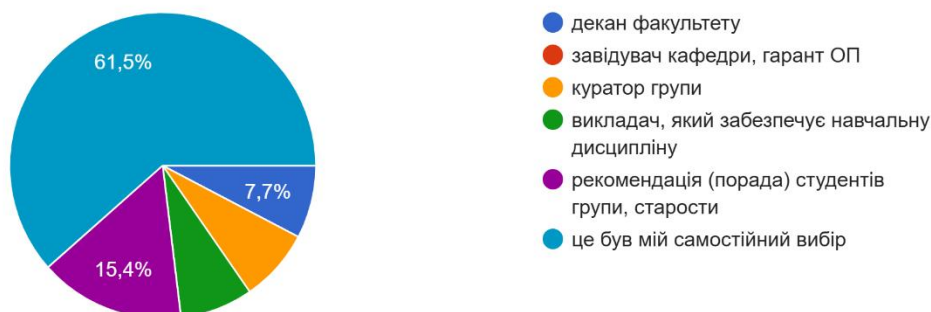 61,5%
7,7%
15,4%
декан факультету
завідувач кафедри, гарант ОП
куратор групи
викладач, який забезпечує навчальну
дисципліну
рекомендація (порада) студентів
групи, старости
це був мій самостійний вибір